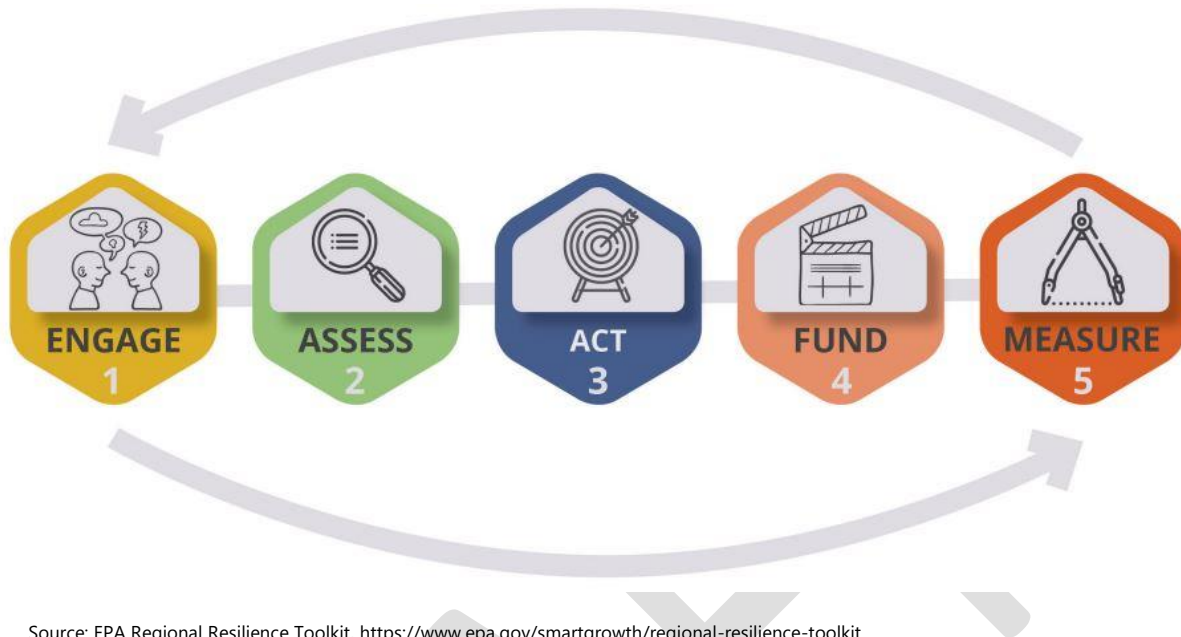 ENGAGE
1
ASSESS
2
ACT
3
FUND
4
MEASURE
5
Source: EPA Regional Resilience Toolkit, https://www.epa.gov/smartgrowth/regional-resilience-toolkit